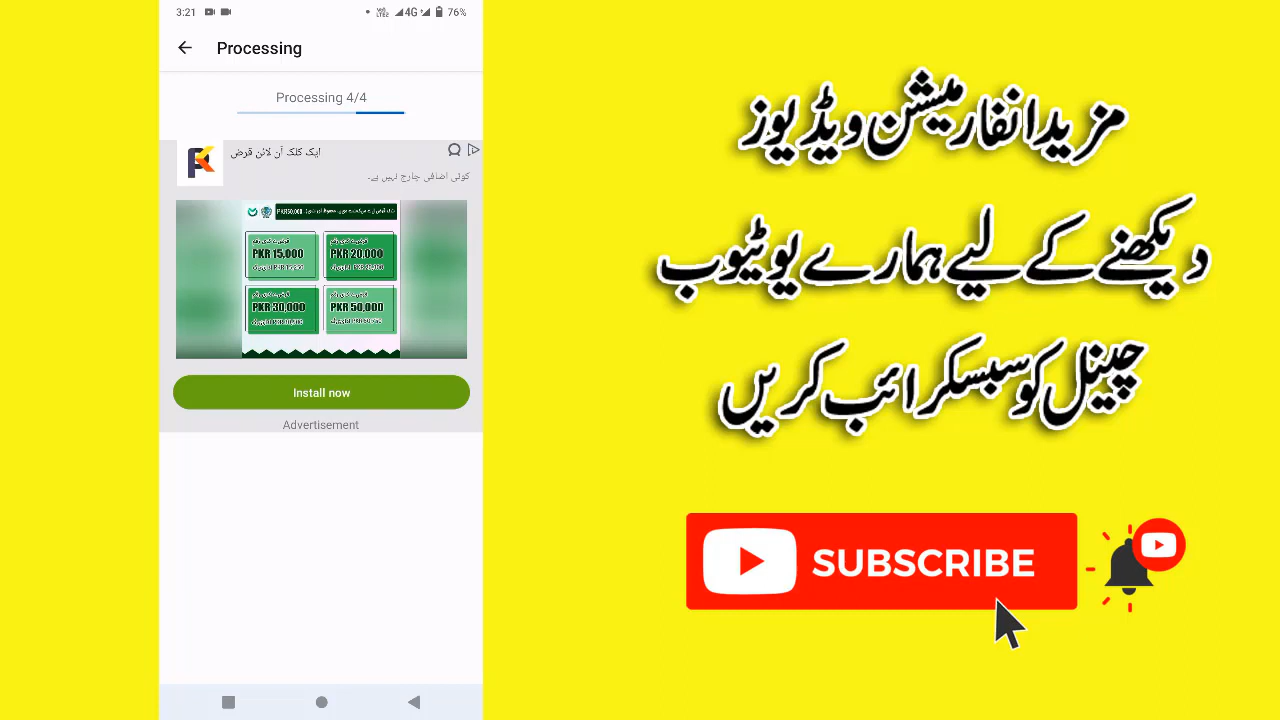 3:21
4G
76%
Processing
Processing 4/4
ایک کلک آن لائن قرض
کوئی اضافی چارج نہیں ہے۔
PKR50,000
PKR 15,000
PKR 20,000
PKR 30,000
PKR 50,000
Install now
Advertisement
مزید انفارمیشن ویڈیوز
دیکھنے کے لیے ہمارے یوٹیوب
چینل کو سبسکرائب کریں
SUBSCRIBE